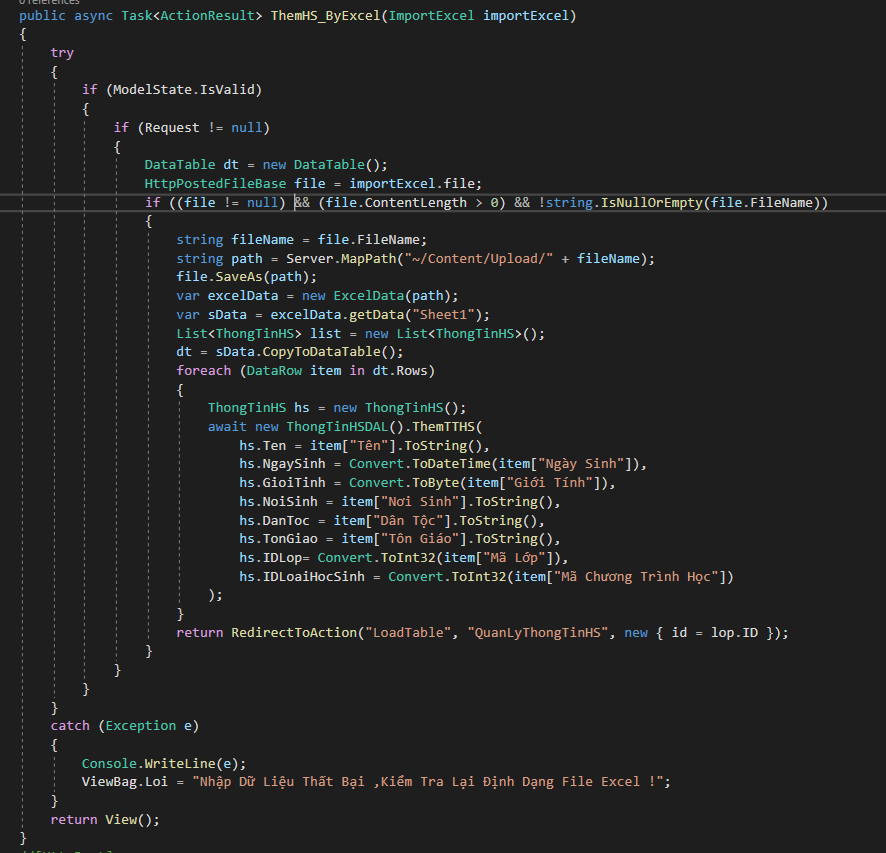 0 references
public async Task<ActionResult> ThemHS_ByExcel(ImportExcel importExcel)
{
try
{
if (ModelState.IsValid)
{
if (Request != null)
{
DataTable dt = new DataTable();
HttpPostedFileBase file = importExcel.file;
if ((file != null) && (file.ContentLength > 0) && !string.IsNullOrEmpty(file.FileName))
{
string fileName = file.FileName;
string path = Server.MapPath("~/Content/Upload/" + fileName);
file.SaveAs(path);
var excelData = new ExcelData(path);
var sData = excelData.getData("Sheet1");
List<ThongTinHS> list = new List<ThongTinHS>();
dt = sData.CopyToDataTable();
foreach (DataRow item in dt.Rows)
{
ThongTinHS hs = new ThongTinHS();
await new ThongTinHSDAL().ThemTTHS(
hs.Ten = item["Tên"].ToString(),
hs.NgaySinh = Convert.ToDateTime(item["Ngày Sinh"]),
hs.GioiTinh = Convert.ToByte(item["Giới Tính"]),
hs.NoiSinh = item["Nơi Sinh"].ToString(),
hs.DanToc = item["Dân Tộc"].ToString(),
hs.TonGiao = item["Tôn Giáo"].ToString(),
hs.IDLop= Convert.ToInt32(item["Mã Lớp"]),
hs.IDLoaiHocSinh = Convert.ToInt32(item["Mã Chương Trình Học"])
);
}
return RedirectToAction("LoadTable", "QuanLyThongTinHS", new { id = lop.ID });
}
}
}
}
catch (Exception e)
{
Console.WriteLine(e);
ViewBag.Loi = "Nhập Dữ Liệu Thất Bại ,Kiểm Tra Lại Định Dạng File Excel !";
}
return View();
}